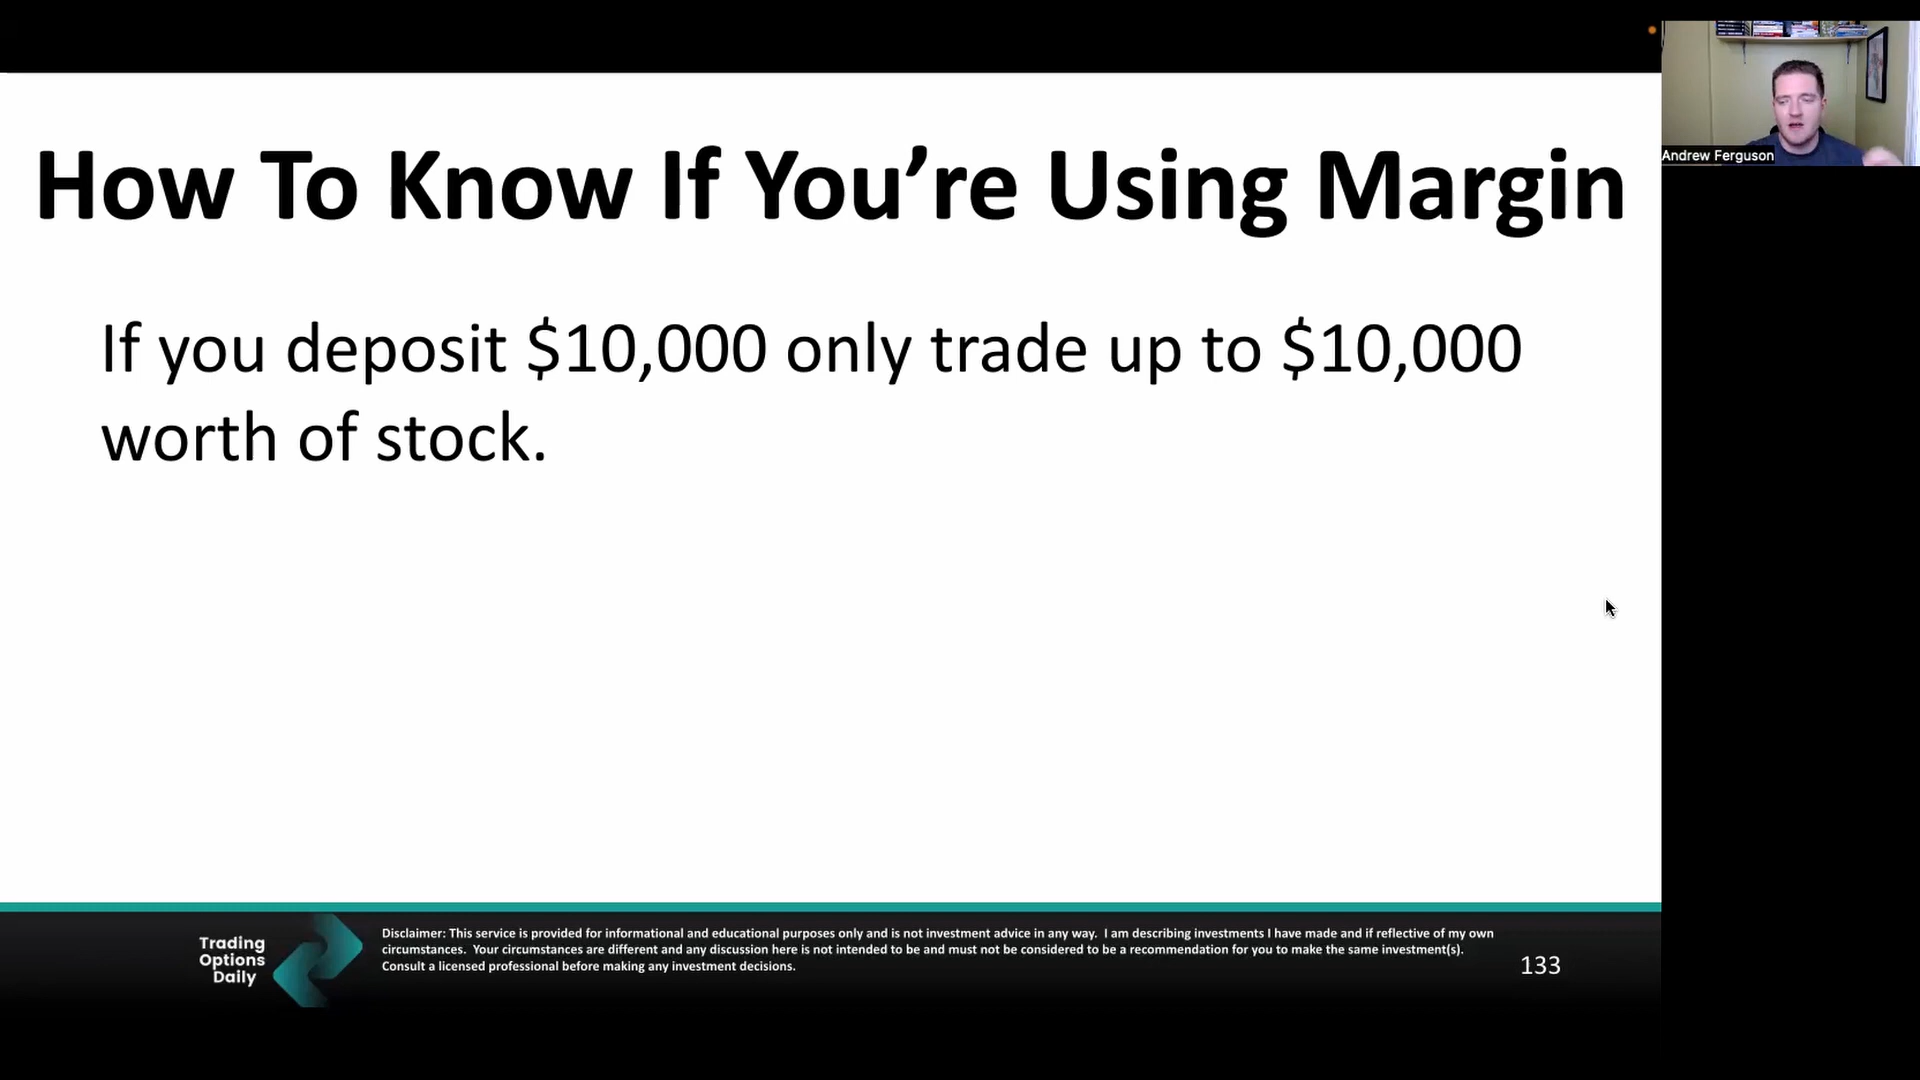 How To Know If You’re Using Margin
If you deposit $10,000 only trade up to $10,000
worth of stock.
Andrew Ferguson
Trading
Options
Daily
Disclaimer: This service is provided for informational and educational purposes only and is not investment advice in any way.  I am describing investments I have made and if reflective of my own
circumstances.  Your circumstances are different and any discussion here is not intended to be and must not be considered to be a recommendation for you to make the same investment(s).
Consult a licensed professional before making any investment decisions.
133